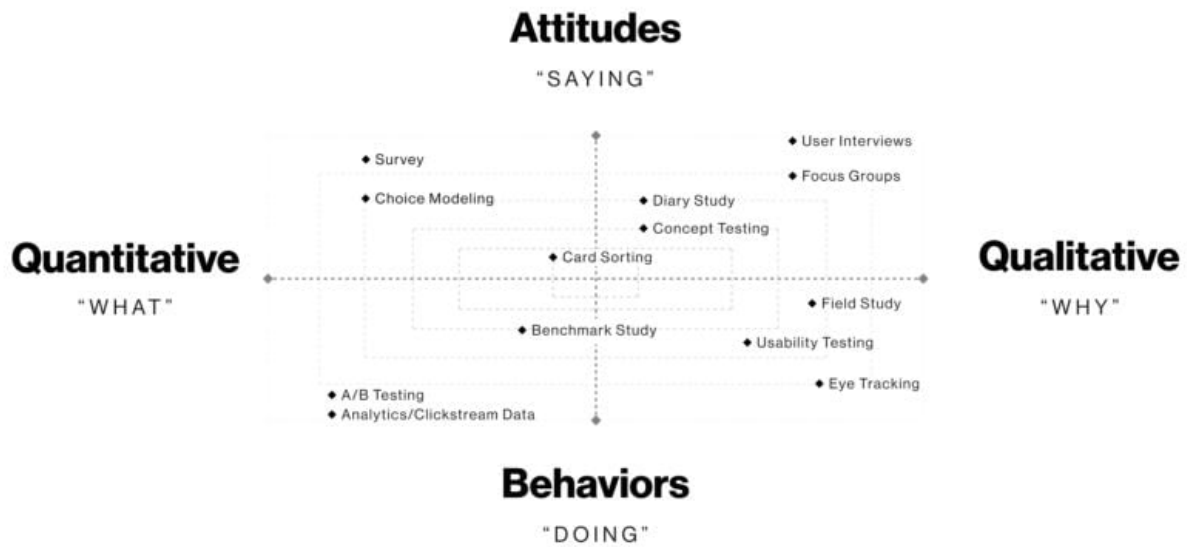 Attitudes
“SAYING”
User Interviews
Survey
Focus Groups
Choice Modeling
Diary Study
Concept Testing
Quantitative
“WHAT”
Card Sorting
Qualitative
“WHY”
Field Study
Benchmark Study
Usability Testing
Eye Tracking
A/B Testing
Analytics/Clickstream Data
Behaviors
“DOING”